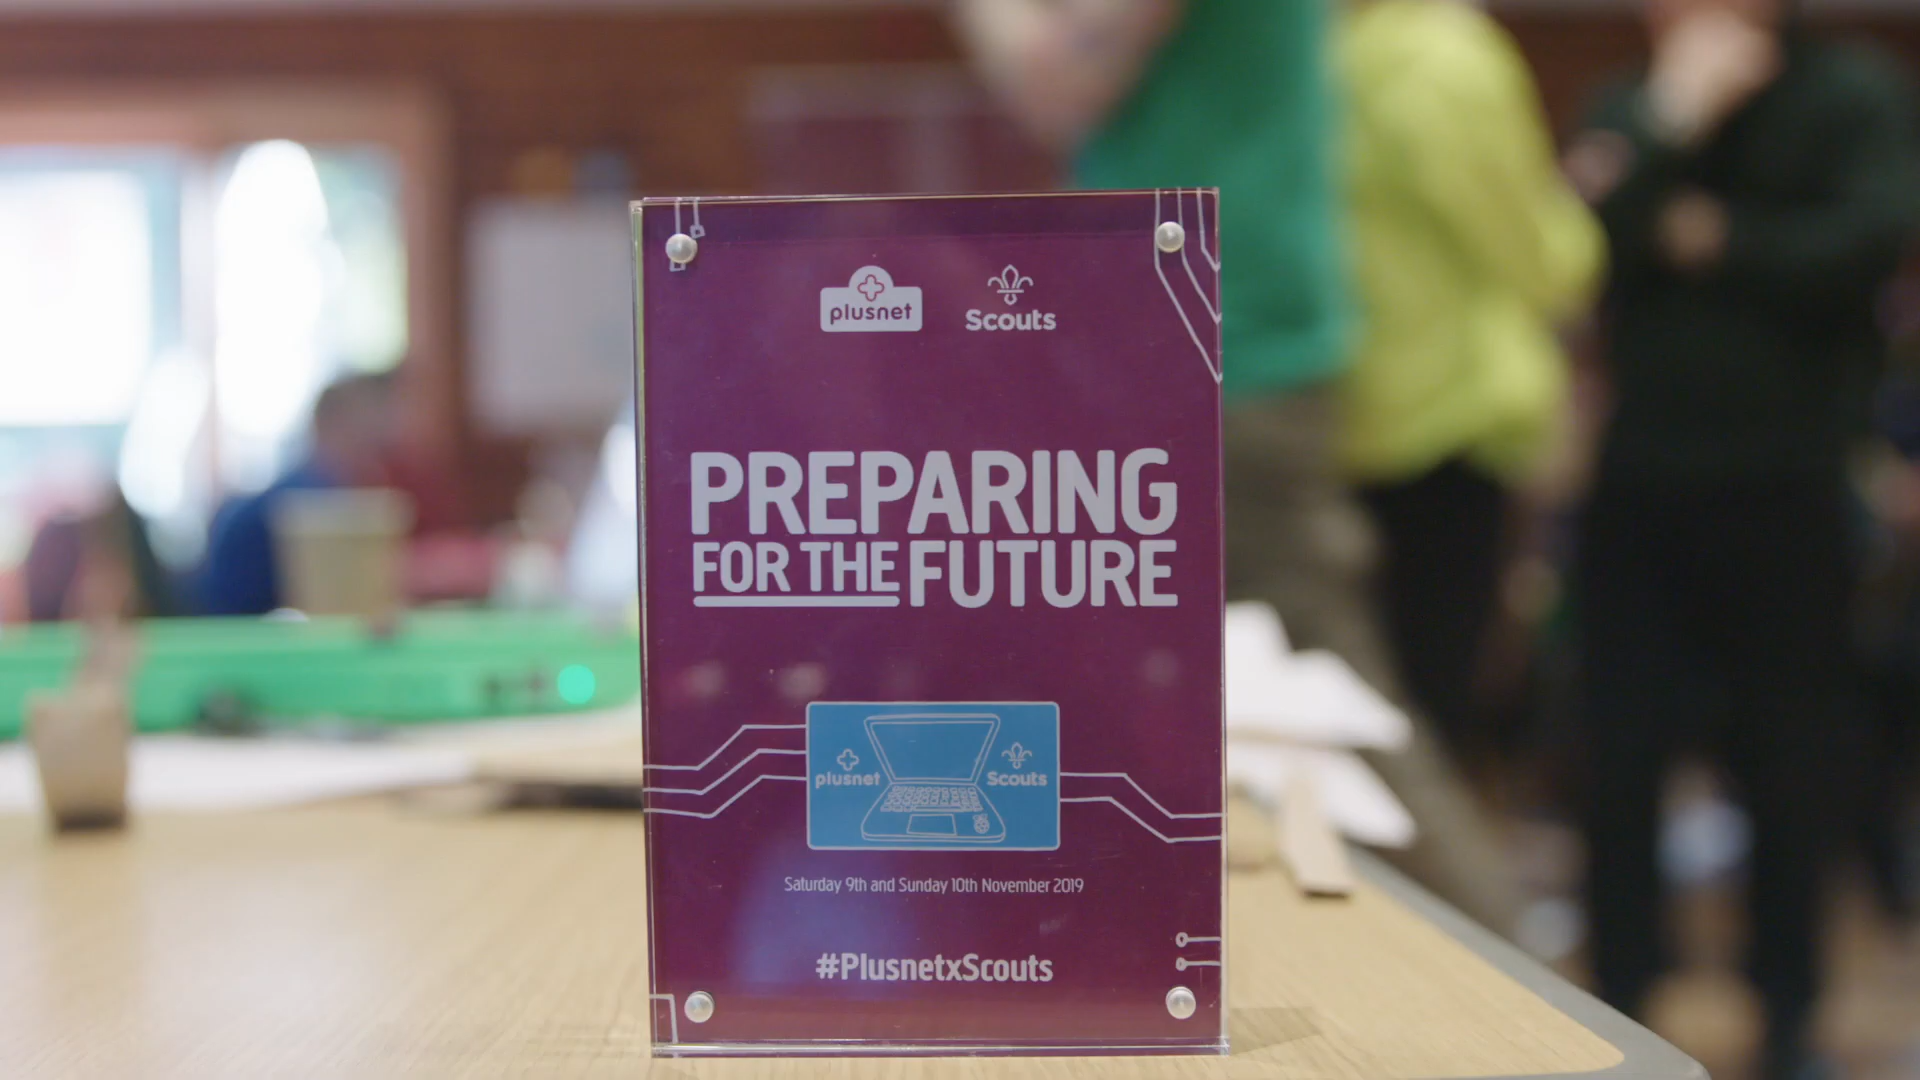 plusnet
Scouts
PREPARING
FOR THE FUTURE
plusnet
Scouts
Saturday 9th and Sunday 10th November 2019
#PlusnetxScouts